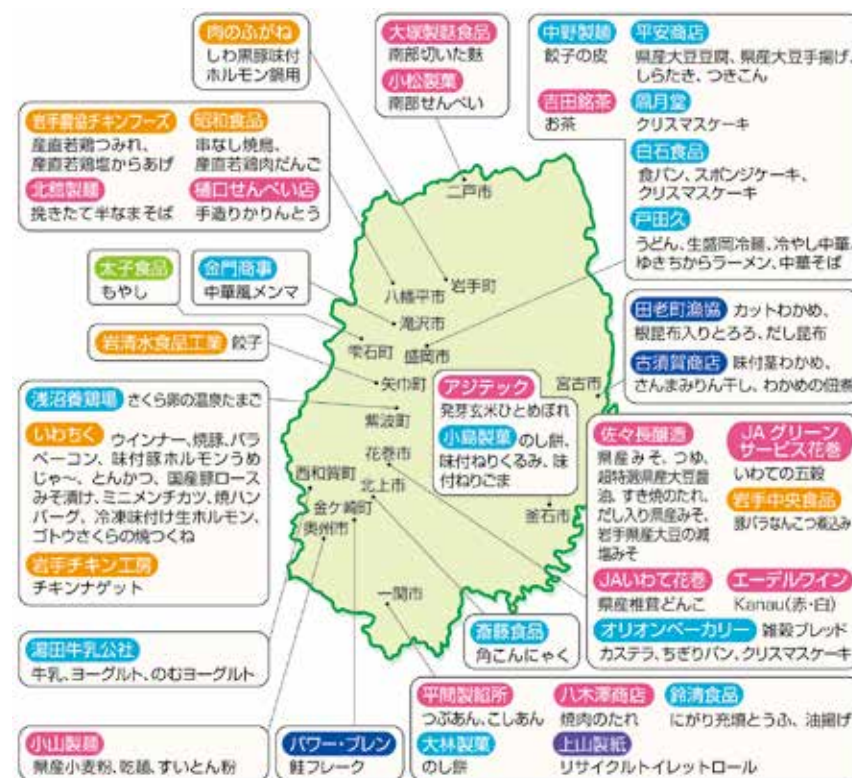 肉のふがね
しわ黒豚味付
ホルモン鍋用
大塚製麩食品
南部切いた麩
小松製菓
南部せんべい
中野製麺
餃子の皮
平安商店
県産大豆豆腐、県産大豆手揚げ、
しらたき、つきこん
吉田銘茶
お茶
凮月堂
クリスマスケーキ
白石食品
食パン、スポンジケーキ、
クリスマスケーキ
戸田久
うどん、生盛岡冷麺、冷やし中華、
ゆきちからラーメン、中華そば
岩手農協チキンフーズ
産直若鶏つみれ、
産直若鶏塩からあげ
昭和食品
串なし焼鳥、
産直若鶏肉だんご
北舘製麺
挽きたて半なまそば
樋口せんべい店
手造りかりんとう
太子食品
もやし
金門商事
中華風メンマ
岩清水食品工業 餃子
田老町漁協 カットわかめ、
根昆布入りとろろ、だし昆布
古須賀商店 味付茎わかめ、
さんまみりん干し、わかめの佃煮
二戸市
八幡平市
岩手町
滝沢市
雫石町
盛岡市
矢巾町
宮古市
紫波町
花巻市
西和賀町
北上市
金ケ崎町
奥州市
釜石市
一関市
アジテック
発芽玄米ひとめぼれ
小島製菓 のし餅、
味付ねりくるみ、味
付ねりごま
浅沼養鶏場 さくら卵の温泉たまご
いわちく ウインナー、焼豚、バラ
ベーコン、味付豚ホルモンうめ
じゃ〜、とんかつ、国産豚ロース
みそ漬け、ミニメンチカツ、焼ハン
バーグ、冷凍味付け生ホルモン、
ゴトウさくらの焼つくね
岩手チキン工房
チキンナゲット
佐々長醸造
県産みそ、つゆ、
超特選県産大豆醤
油、すき焼のたれ、
だし入り県産みそ、
岩手県産大豆の減
塩みそ
JAグリーン
サービス花巻
いわての五穀
岩手中央食品
豚バラなんこつ煮込み
JAいわて花巻
県産椎茸どんこ
エーデルワイン
Kanau(赤・白)
オリオンベーカリー 雑穀ブレッド
カステラ、ちぎりパン、クリスマスケーキ
湯田牛乳公社
牛乳、ヨーグルト、のむヨーグルト
斎藤食品
角こんにゃく
小山製麺
県産小麦粉、乾麺、すいとん粉
パワー・ブレン
鮭フレーク
平間製餡所
つぶあん、こしあん
八木澤商店
焼肉のたれ
鈴清食品
にがり充填とうふ、油揚げ
大林製菓
のし餅
上山製紙
リサイクルトイレットロール